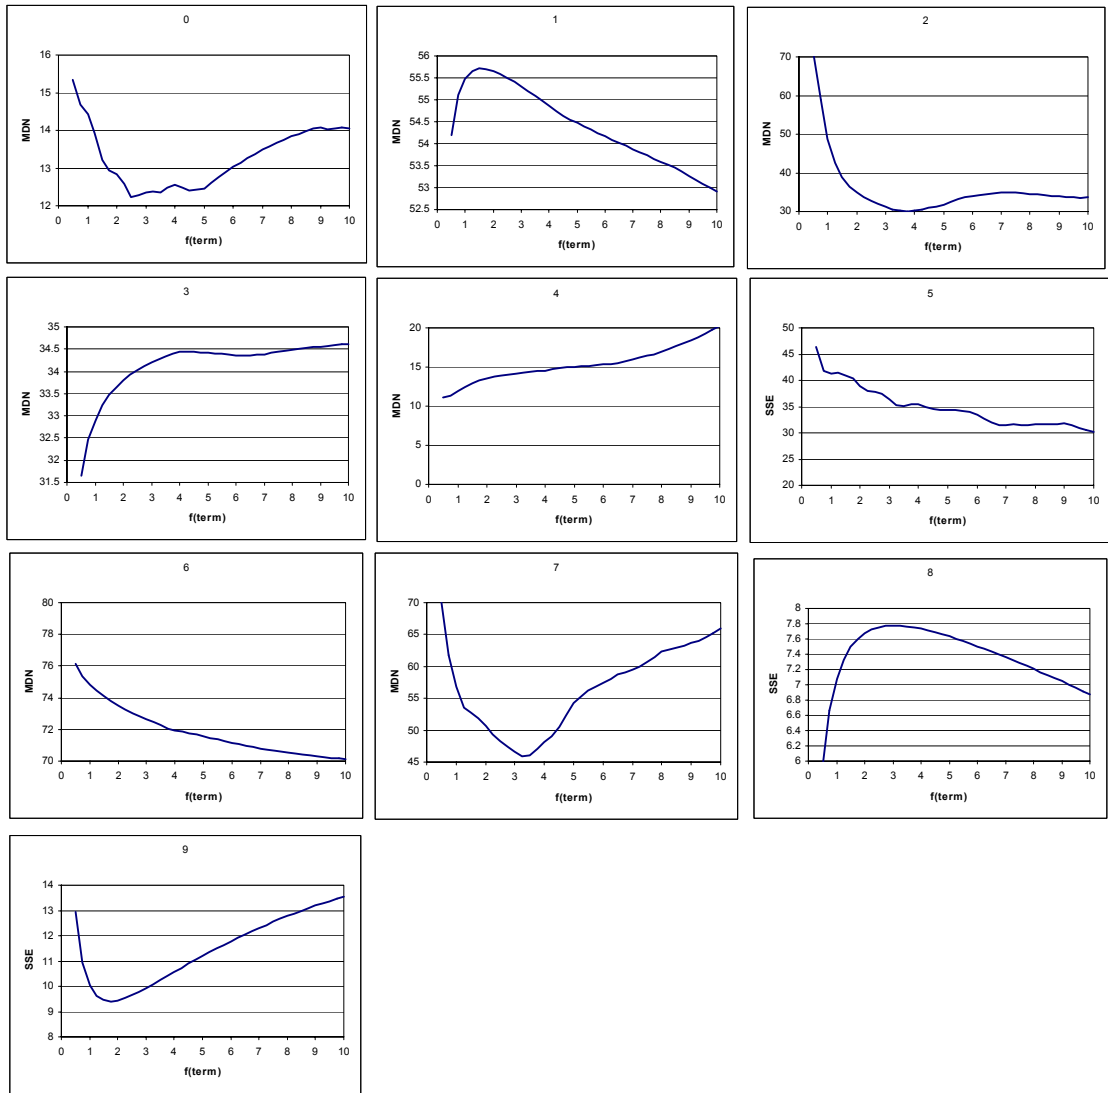 0
16
15
14
13
12
MDN
0 1 2 3 4 5 6 7 8 9 10
f(term)
1
56
55.5
55
54.5
54
53.5
53
52.5
MDN
0 1 2 3 4 5 6 7 8 9 10
f(term)
2
70
60
50
40
30
MDN
0 1 2 3 4 5 6 7 8 9 10
f(term)
3
35
34.5
34
33.5
33
32.5
32
31.5
MDN
0 1 2 3 4 5 6 7 8 9 10
f(term)
4
20
15
10
5
0
MDN
0 1 2 3 4 5 6 7 8 9 10
f(term)
5
50
45
40
35
30
25
20
SSE
0 1 2 3 4 5 6 7 8 9 10
f(term)
6
80
78
76
74
72
70
MDN
0 1 2 3 4 5 6 7 8 9 10
f(term)
7
70
65
60
55
50
45
MDN
0 1 2 3 4 5 6 7 8 9 10
f(term)
8
8
7.8
7.6
7.4
7.2
7
6.8
6.6
6.4
6.2
6
SSE
0 1 2 3 4 5 6 7 8 9 10
f(term)
9
14
13
12
11
10
9
8
SSE
0 1 2 3 4 5 6 7 8 9 10
f(term)